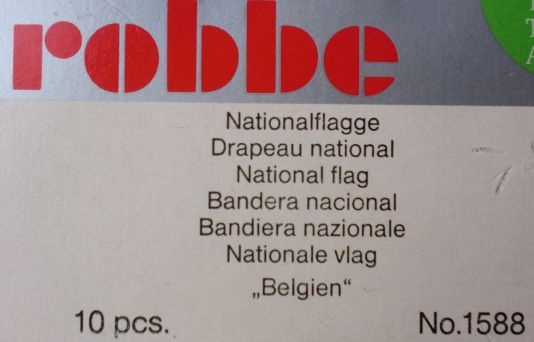 robbe
Nationalflagge
Drapeau national
National flag
Bandera nacional
Bandiera nazionale
Nationale vlag
„Belgien“
10 pcs.
No.1588